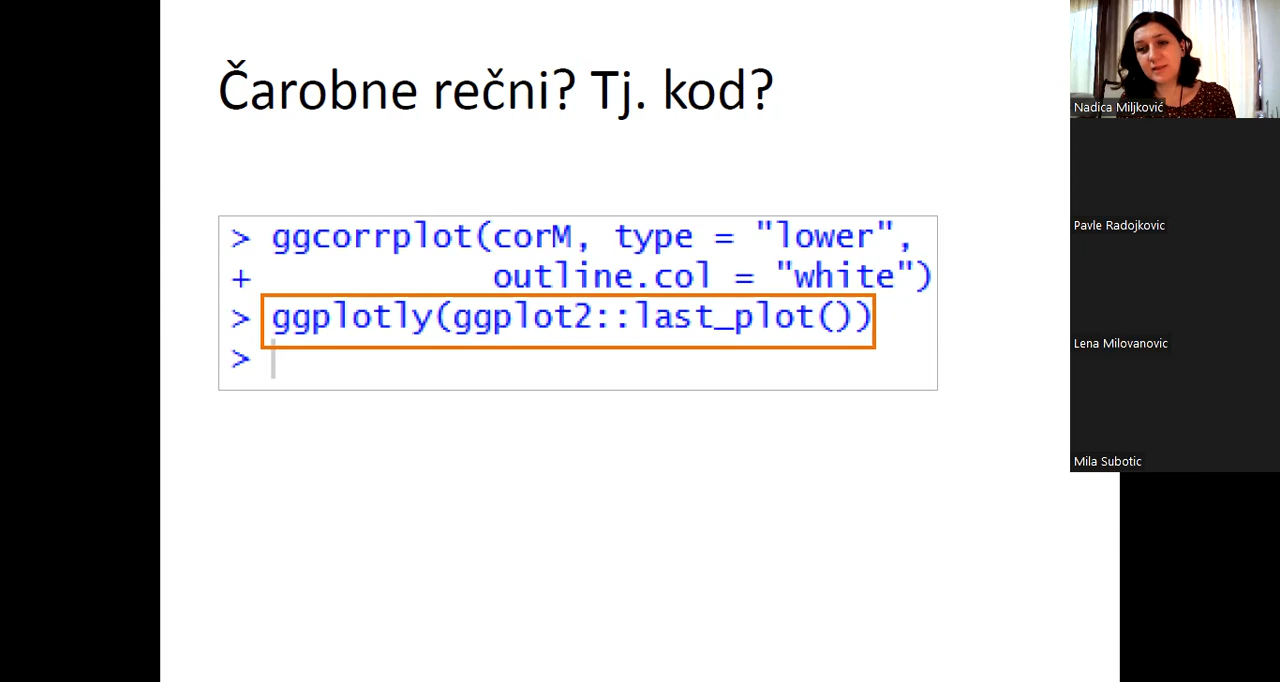 Čarobne rečni? Tj. kod?
> ggcorrplot(corM, type = "lower",
+ outline.col = "white")
> ggplotly(ggplot2::last_plot())
>
Nadica Miljković
Pavle Radojkovic
Lena Milovanovic
Mila Subotic